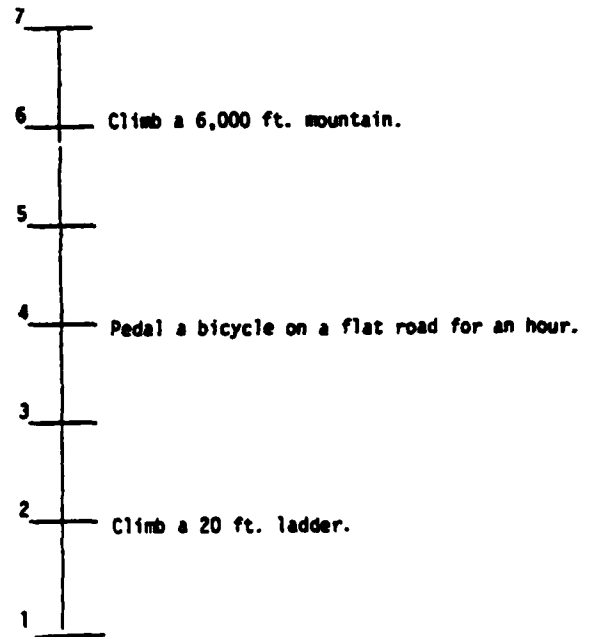 7
6 Climb a 6,000 ft. mountain.
5
4 Pedal a bicycle on a flat road for an hour.
3
2 Climb a 20 ft. ladder.
1